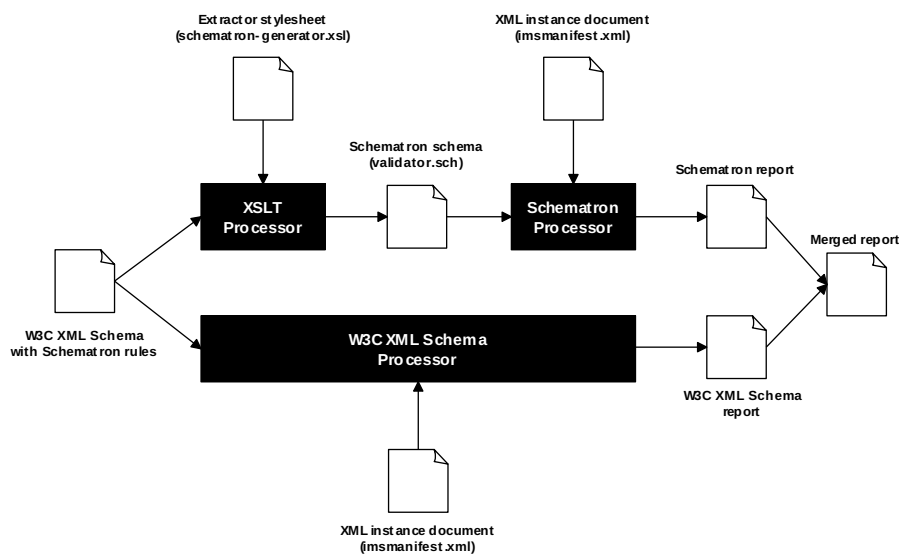 Extractor stylesheet
(schematron-generator.xsl)
XML instance document
(imsmanifest.xml)
Schematron schema
(validator.sch)
Schematron report
XSLT
Processor
Schematron
Processor
Merged report
W3C XML Schema
with Schematron rules
W3C XML Schema
Processor
W3C XML Schema
report
XML instance document
(imsmanifest.xml)